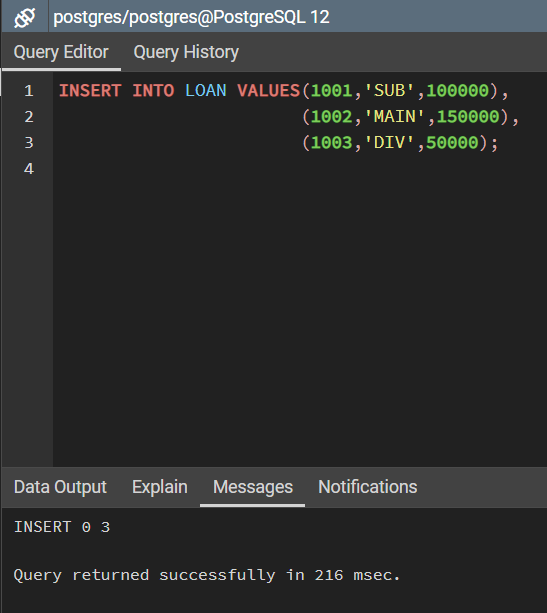 postgres/postgres@PostgreSQL 12
Query Editor Query History
1 INSERT INTO LOAN VALUES(1001,'SUB',100000),
2 (1002,'MAIN',150000),
3 (1003,'DIV',50000);
4
Data Output Explain Messages Notifications
INSERT 0 3
Query returned successfully in 216 msec.